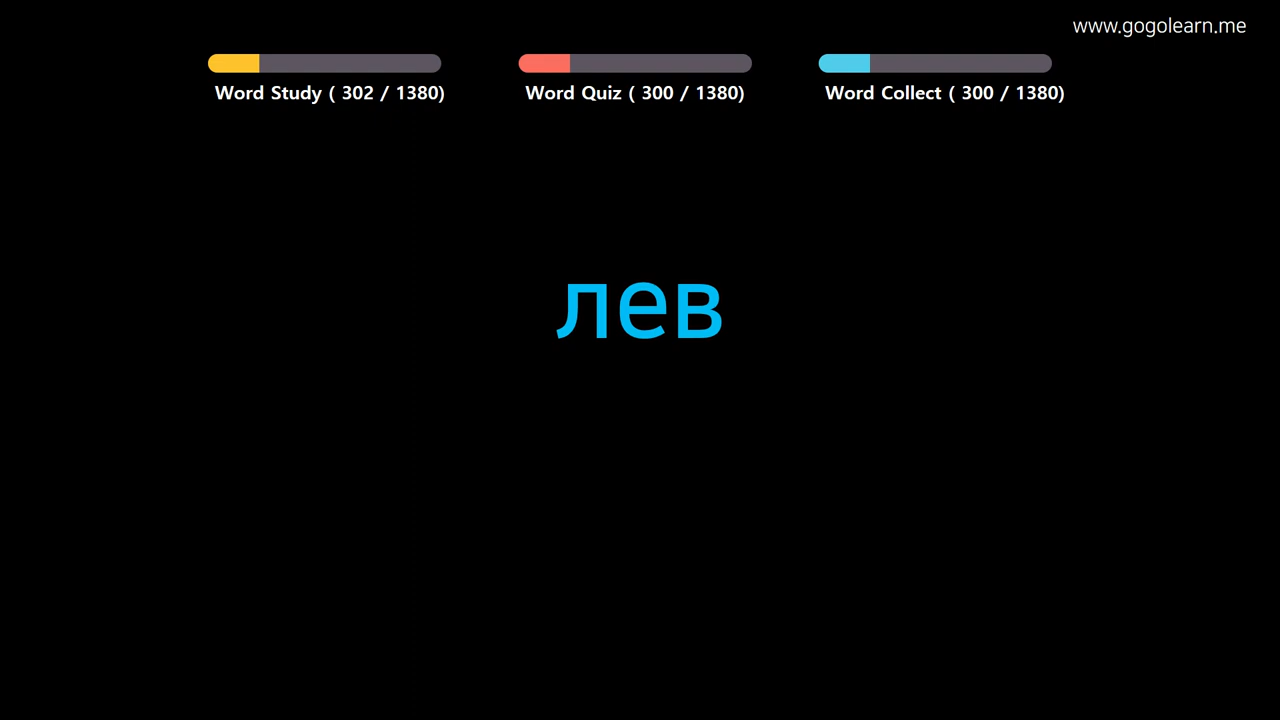 www.gogolearn.me
Word Study ( 302 / 1380)
Word Quiz ( 300 / 1380)
Word Collect ( 300 / 1380)
лев